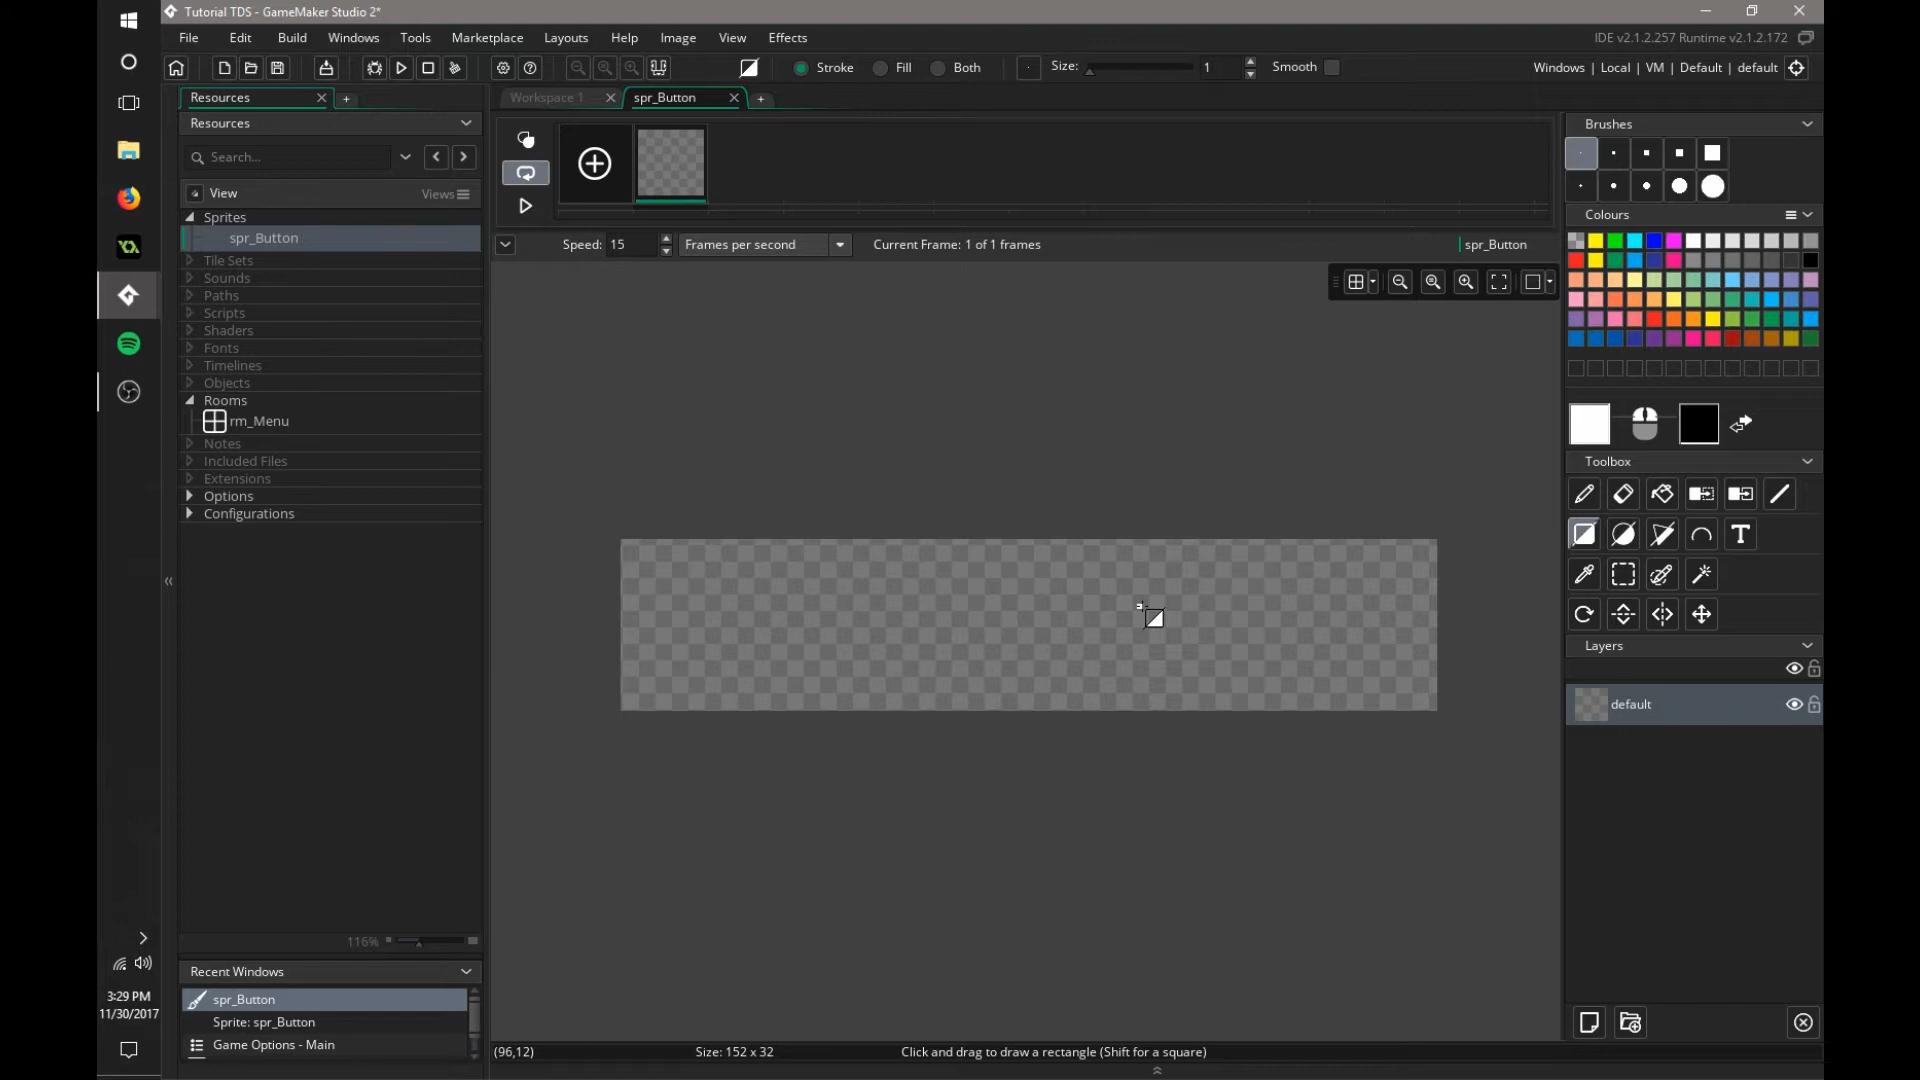 Tutorial TDS - GameMaker Studio 2*
File Edit Build Windows Tools Marketplace Layouts Help Image View Effects
IDE v2.1.2.257 Runtime v2.1.2.172
Stroke Fill Both Size: 1 Smooth
Windows | Local | VM | Default | default
Resources
Workspace 1
spr_Button
Resources
Search...
View
Views
Sprites
spr_Button
Tile Sets
Sounds
Paths
Scripts
Shaders
Fonts
Timelines
Objects
Rooms
rm_Menu
Notes
Included Files
Extensions
Options
Configurations
116%
Recent Windows
spr_Button
Sprite: spr_Button
Game Options - Main
3:29 PM
11/30/2017
Speed: 15 Frames per second Current Frame: 1 of 1 frames spr_Button
Brushes
Colours
Toolbox
T
Layers
default
(96,12) Size: 152 x 32 Click and drag to draw a rectangle (Shift for a square)